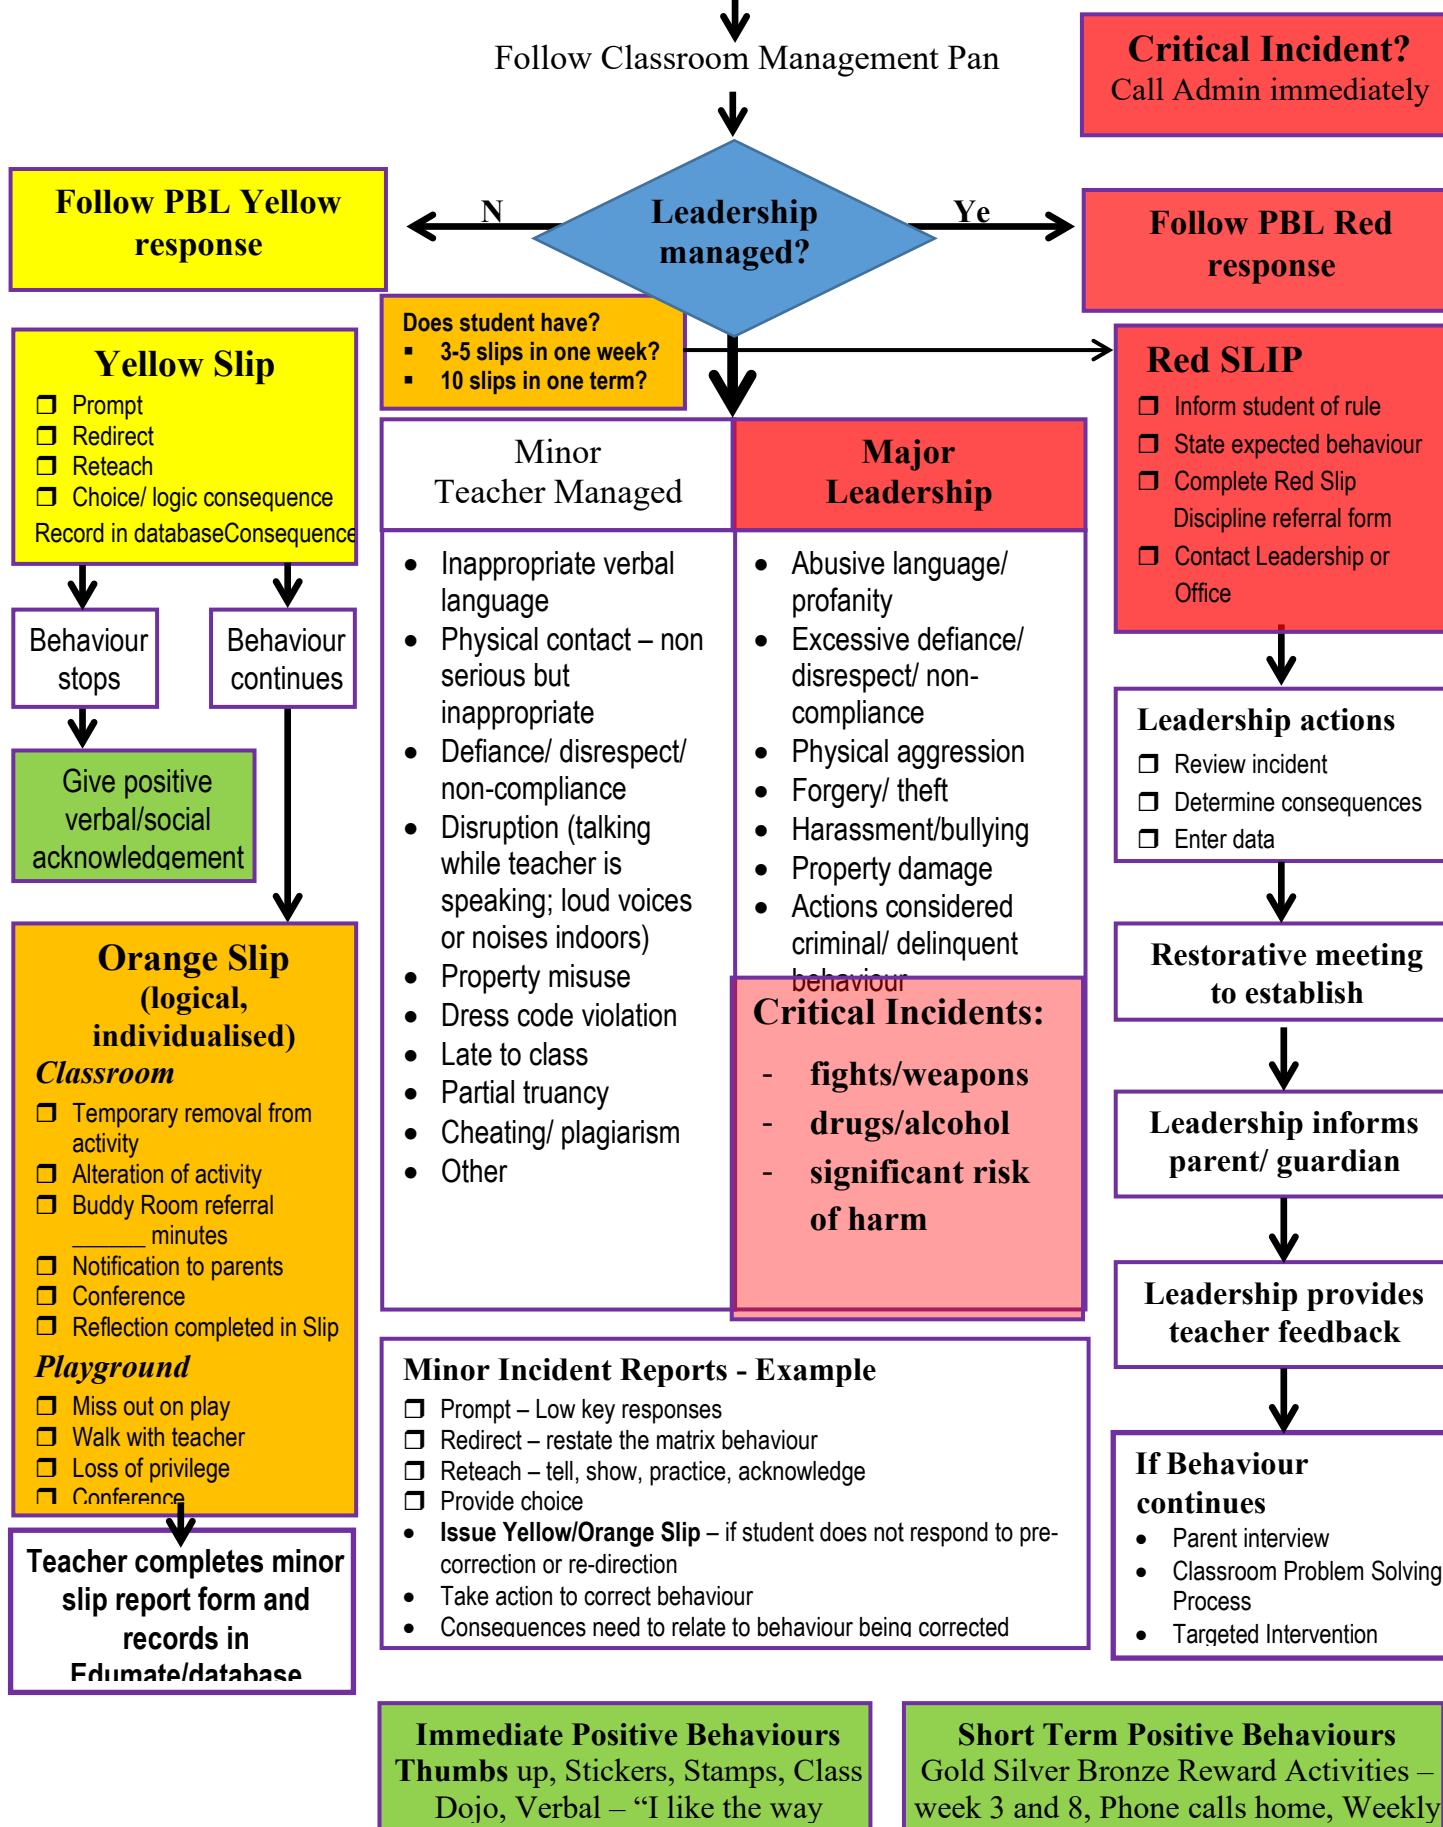 Follow Classroom Management Pan
Critical Incident?
Call Admin immediately
Follow PBL Yellow
response
N
Leadership
managed?
Ye
Follow PBL Red
response
Does student have?
▪ 3-5 slips in one week?
▪ 10 slips in one term?
Yellow Slip
❒ Prompt
❒ Redirect
❒ Reteach
❒ Choice/ logic consequence
Record in databaseConsequence
Behaviour
stops
Behaviour
continues
Give positive
verbal/social
acknowledgement
Orange Slip
(logical,
individualised)
Classroom
❒ Temporary removal from
activity
❒ Alteration of activity
❒ Buddy Room referral
______ minutes
❒ Notification to parents
❒ Conference
❒ Reflection completed in Slip
Playground
❒ Miss out on play
❒ Walk with teacher
❒ Loss of privilege
❒ Conference
Teacher completes minor
slip report form and
records in
Edumate/database
Minor
Teacher Managed
• Inappropriate verbal
language
• Physical contact – non
serious but
inappropriate
• Defiance/ disrespect/
non-compliance
• Disruption (talking
while teacher is
speaking; loud voices
or noises indoors)
• Property misuse
• Dress code violation
• Late to class
• Partial truancy
• Cheating/ plagiarism
• Other
Major
Leadership
• Abusive language/
profanity
• Excessive defiance/
disrespect/ non-
compliance
• Physical aggression
• Forgery/ theft
• Harassment/bullying
• Property damage
• Actions considered
criminal/ delinquent
behaviour
Critical Incidents:
- fights/weapons
- drugs/alcohol
- significant risk
of harm
Red SLIP
❒ Inform student of rule
❒ State expected behaviour
❒ Complete Red Slip
Discipline referral form
❒ Contact Leadership or
Office
Leadership actions
❒ Review incident
❒ Determine consequences
❒ Enter data
Restorative meeting
to establish
Leadership informs
parent/ guardian
Leadership provides
teacher feedback
If Behaviour
continues
• Parent interview
• Classroom Problem Solving
Process
• Targeted Intervention
Minor Incident Reports - Example
❒ Prompt – Low key responses
❒ Redirect – restate the matrix behaviour
❒ Reteach – tell, show, practice, acknowledge
❒ Provide choice
• Issue Yellow/Orange Slip – if student does not respond to pre-
correction or re-direction
• Take action to correct behaviour
• Consequences need to relate to behaviour being corrected
Immediate Positive Behaviours
Thumbs up, Stickers, Stamps, Class
Dojo, Verbal – “I like the way
Short Term Positive Behaviours
Gold Silver Bronze Reward Activities –
week 3 and 8, Phone calls home, Weekly